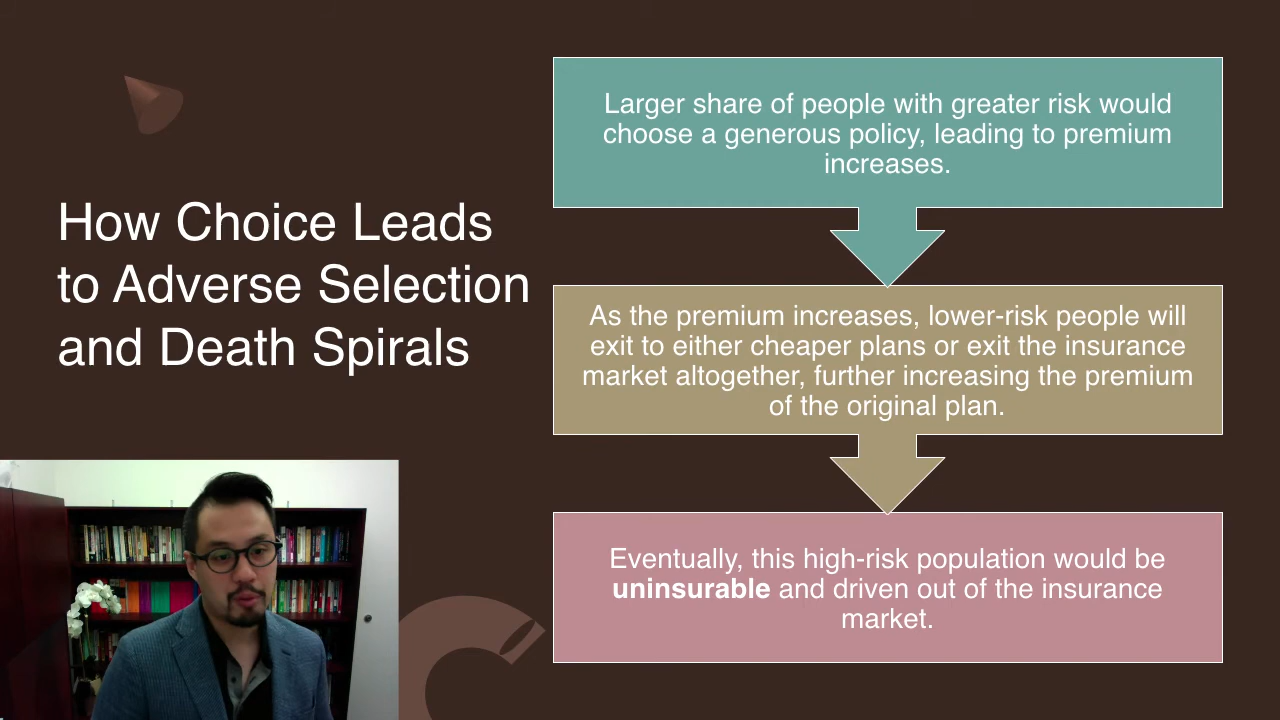 How Choice Leads
to Adverse Selection
and Death Spirals
Larger share of people with greater risk would
choose a generous policy, leading to premium
increases.
As the premium increases, lower-risk people will
exit to either cheaper plans or exit the insurance
market altogether, further increasing the premium
of the original plan.
Eventually, this high-risk population would be
uninsurable and driven out of the insurance
market.